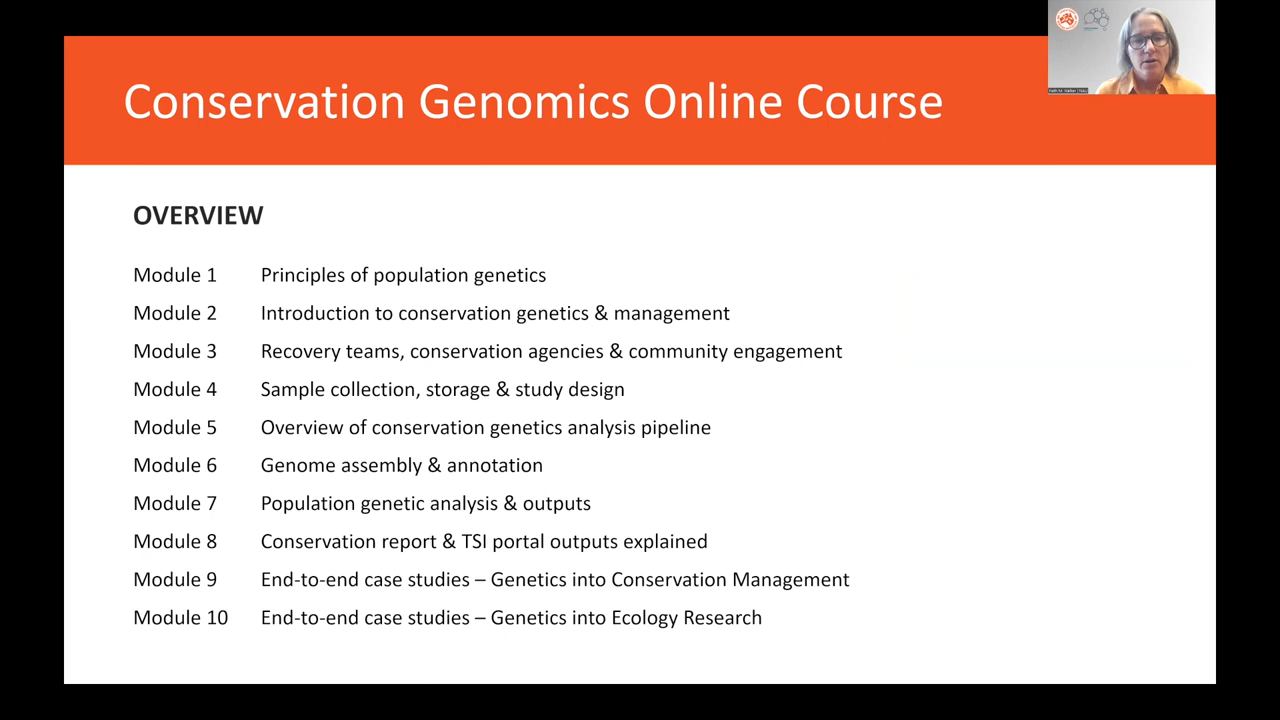 Conservation Genomics Online Course
OVERVIEW
Module 1 Principles of population genetics
Module 2 Introduction to conservation genetics & management
Module 3 Recovery teams, conservation agencies & community engagement
Module 4 Sample collection, storage & study design
Module 5 Overview of conservation genetics analysis pipeline
Module 6 Genome assembly & annotation
Module 7 Population genetic analysis & outputs
Module 8 Conservation report & TSI portal outputs explained
Module 9 End-to-end case studies – Genetics into Conservation Management
Module 10 End-to-end case studies – Genetics into Ecology Research